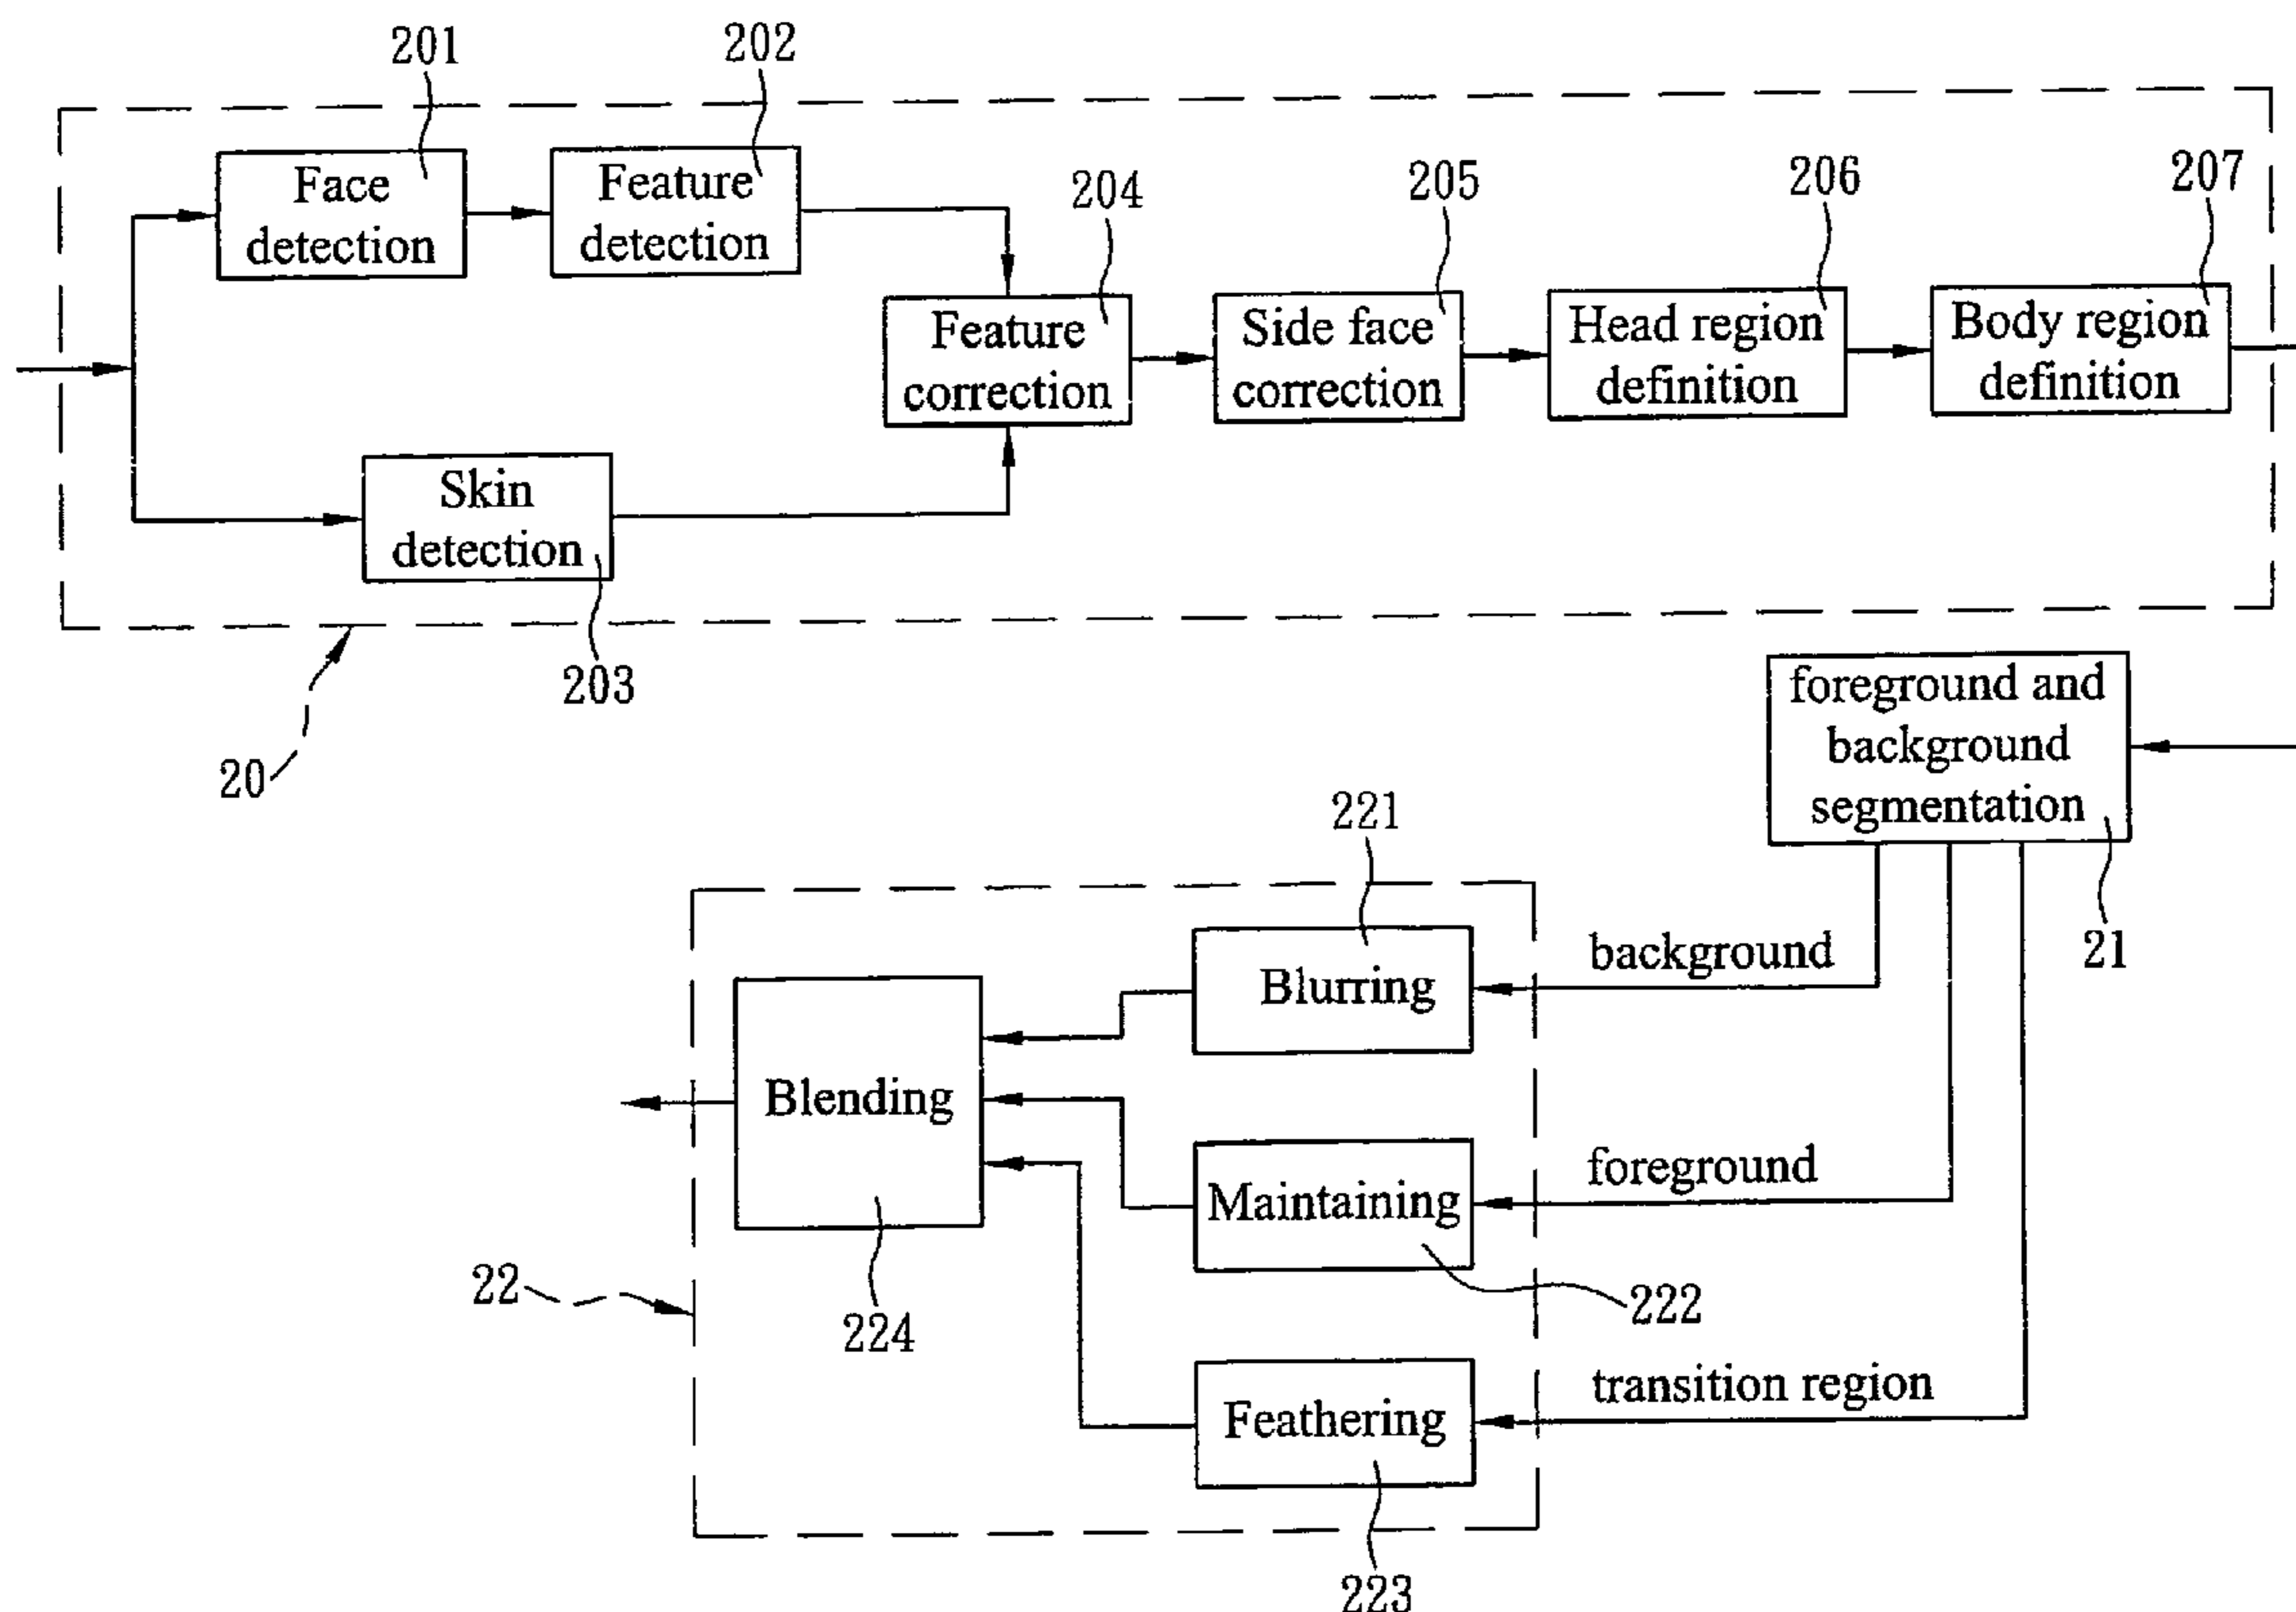 201
202
Face
detection
Feature
detection
204
205
206
207
Feature
correction
Side face
correction
Head region
definition
Body region
definition
Skin
detection
203
20
foreground and
background
segmentation
21
221
background
Blurring
Blending
foreground
Maintaining
22
224
222
transition region
Feathering
223